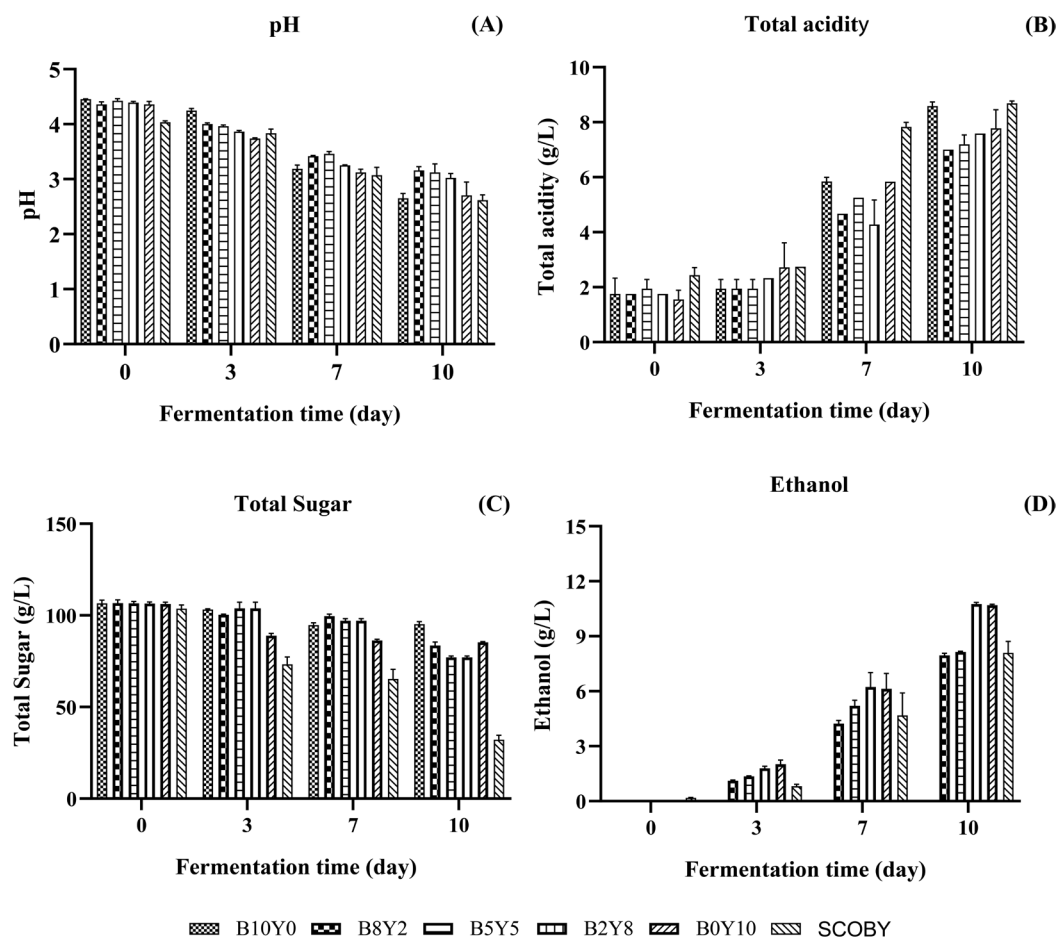 pH (A)
5
4
3
2
1
0
pH
0 3 7 10
Fermentation time (day)
Total acidity (B)
10
8
6
4
2
0
Total acidity (g/L)
0 3 7 10
Fermentation time (day)
Total Sugar (C)
150
100
50
0
Total Sugar (g/L)
0 3 7 10
Fermentation time (day)
Ethanol (D)
15
12
9
6
3
0
Ethanol (g/L)
0 3 7 10
Fermentation time (day)
B10Y0 B8Y2 B5Y5 B2Y8 B0Y10 SCOBY